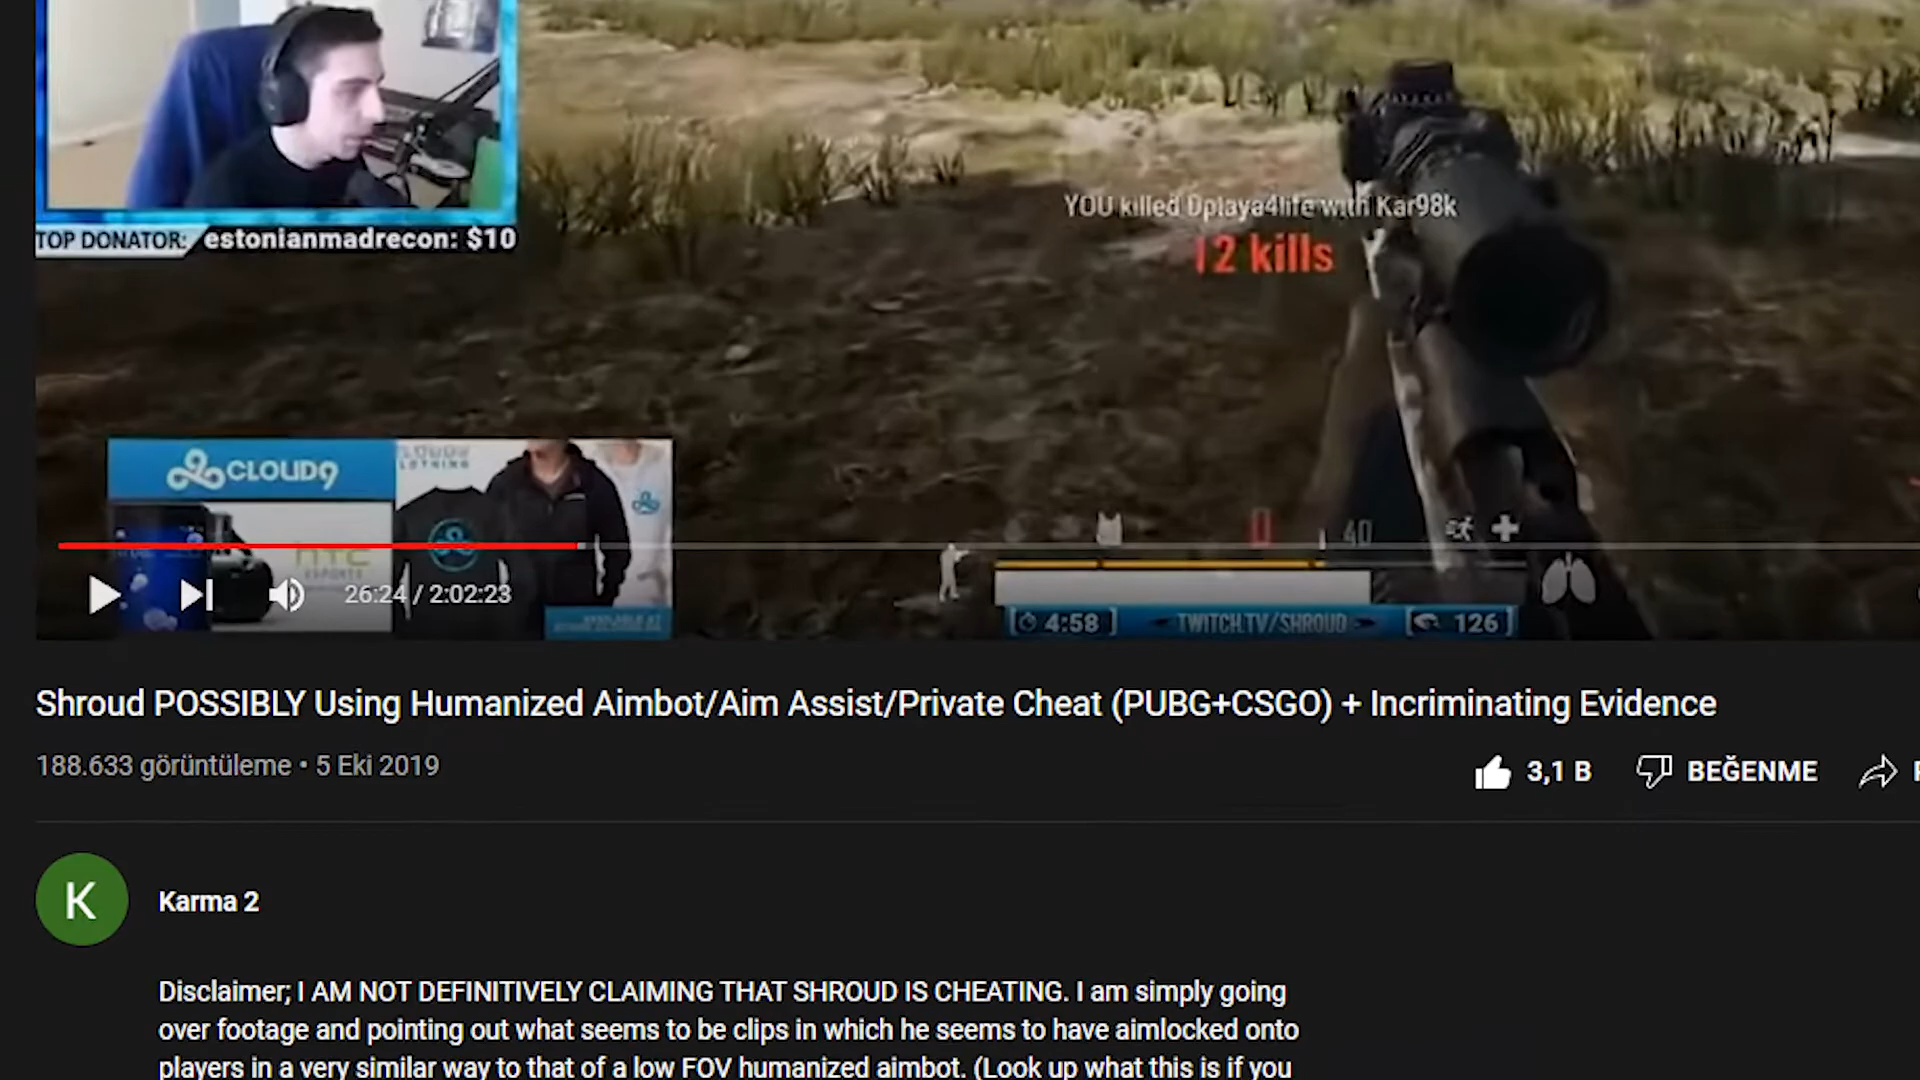 YOU killed Dplaya4life with Kar98k
12 kills
TOP DONATOR: estonianmadrecon: $10
CLOUD9
HTC
40
26:24 / 2:02:23
4:58
TWITCH.TV/SHROUD
126
Shroud POSSIBLY Using Humanized Aimbot/Aim Assist/Private Cheat (PUBG+CSGO) + Incriminating Evidence
188.633 görüntüleme • 5 Eki 2019
3,1 B
BEĞENME
K
Karma 2
Disclaimer; I AM NOT DEFINITIVELY CLAIMING THAT SHROUD IS CHEATING. I am simply going
over footage and pointing out what seems to be clips in which he seems to have aimlocked onto
players in a very similar way to that of a low FOV humanized aimbot. (Look up what this is if you